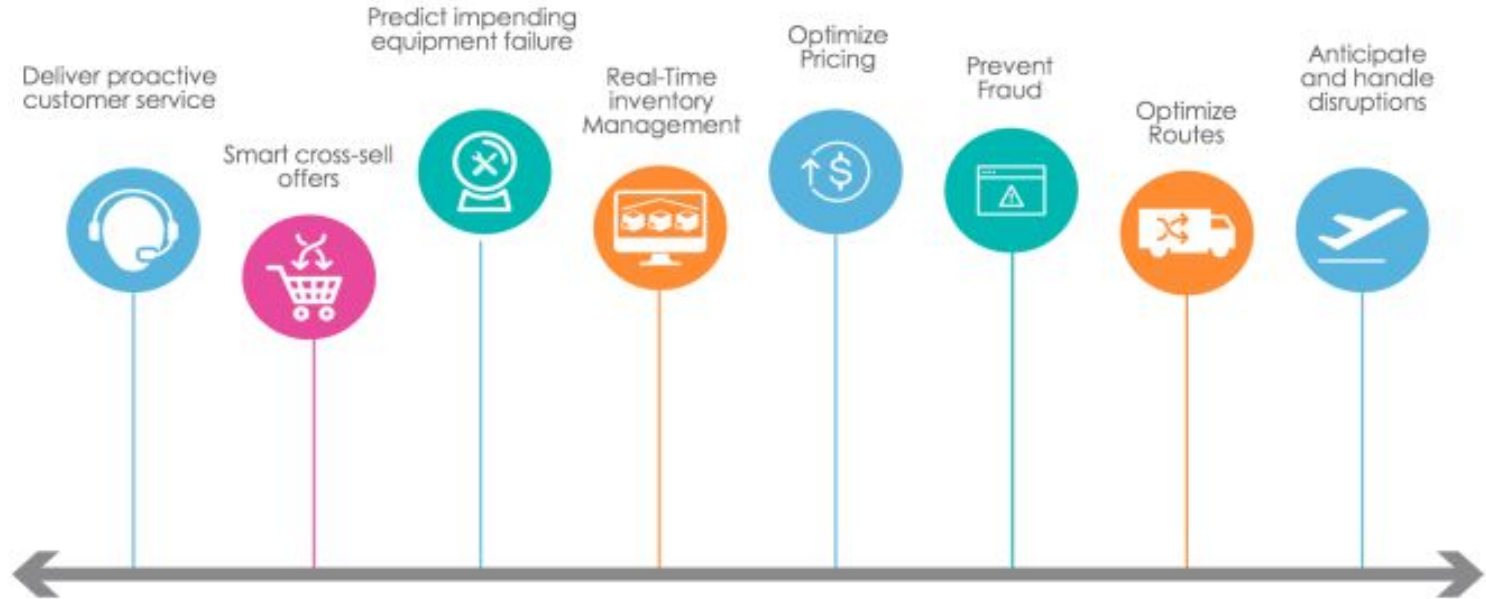 Deliver proactive
customer service
Smart cross-sell
offers
Predict impending
equipment failure
Real-Time
inventory
Management
Optimize
Pricing
Prevent
Fraud
Optimize
Routes
Anticipate
and handle
disruptions